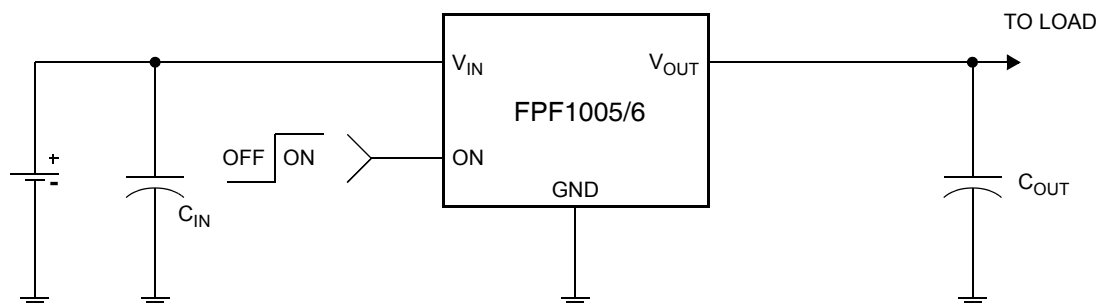 TO LOAD
VIN
VOUT
FPF1005/6
OFF
ON
ON
GND
+
-
CIN
COUT